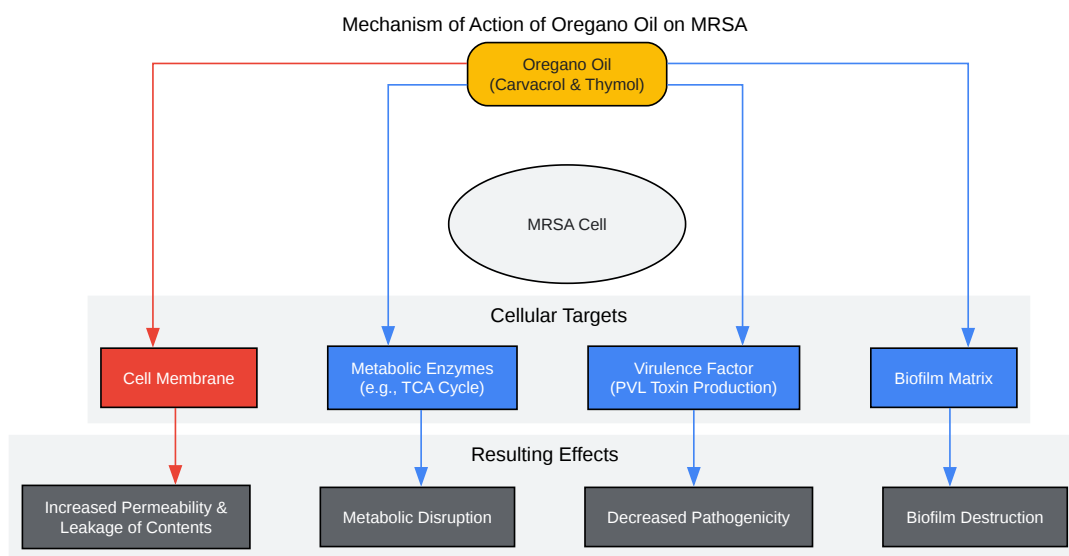 Mechanism of Action of Oregano Oil on MRSA
Oregano Oil
(Carvacrol & Thymol)
MRSA Cell
Cellular Targets
Cell Membrane
Metabolic Enzymes
(e.g., TCA Cycle)
Virulence Factor
(PVL Toxin Production)
Biofilm Matrix
Resulting Effects
Increased Permeability &
Leakage of Contents
Metabolic Disruption
Decreased Pathogenicity
Biofilm Destruction